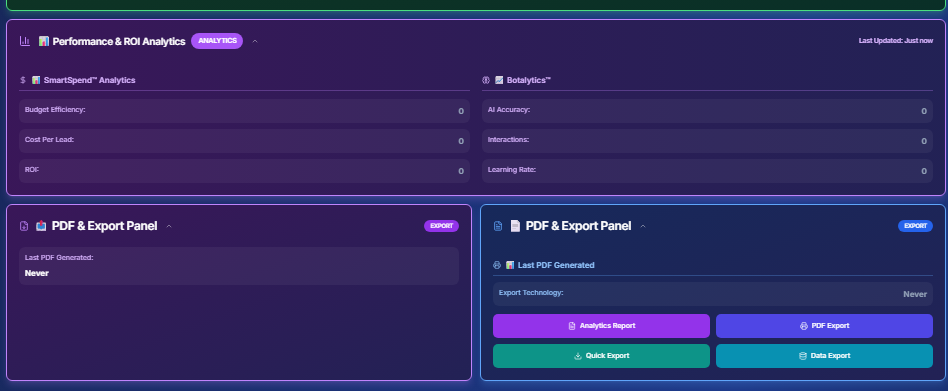 Performance & ROI Analytics
ANALYTICS
Last Updated: Just now
SmartSpend™ Analytics
Budget Efficiency:
0
Cost Per Lead:
0
ROI:
0
Botalytics™
AI Accuracy:
0
Interactions:
0
Learning Rate:
0
PDF & Export Panel
EXPORT
Last PDF Generated:
Never
PDF & Export Panel
EXPORT
Last PDF Generated
Export Technology:
Never
Analytics Report
PDF Export
Quick Export
Data Export